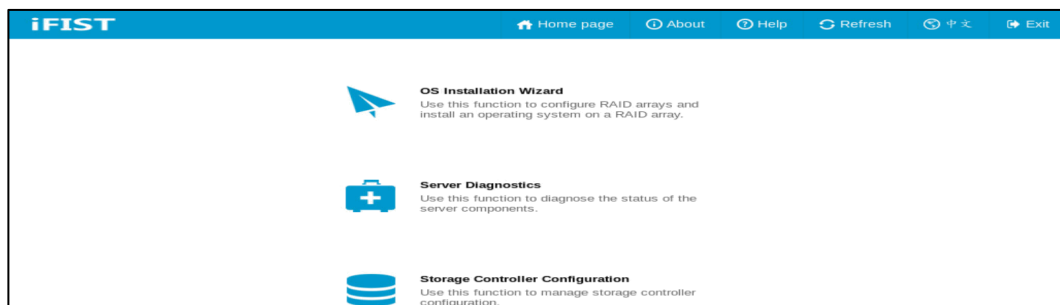 iFIST Home page About Help Refresh 中文 Exit
OS Installation Wizard
Use this function to configure RAID arrays and
install an operating system on a RAID array.
Server Diagnostics
Use this function to diagnose the status of the
server components.
Storage Controller Configuration
Use this function to manage storage controller
configuration.